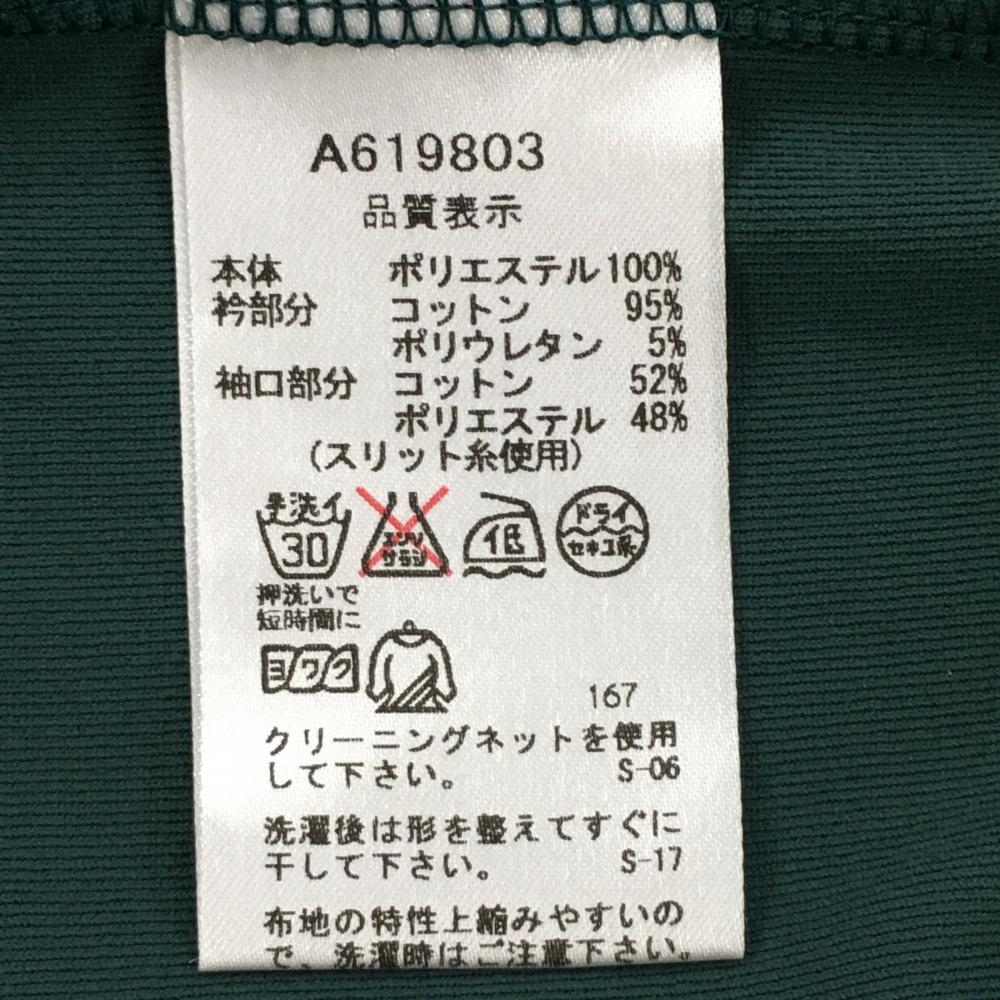 A619803
品質表示
本体 ポリエステル100%
衿部分 コットン 95%
ポリウレタン 5%
袖口部分 コットン 52%
ポリエステル 48%
(スリット糸使用)
手洗イ 30
エンソ サラシ
低
ドライ セキユ系
押洗いで
短時間に
ヨワク
167
クリーニングネットを使用
して下さい。 S-06
洗濯後は形を整えてすぐに
干して下さい。 S-17
布地の特性上縮みやすいの
で、洗濯時はご注意下さい。